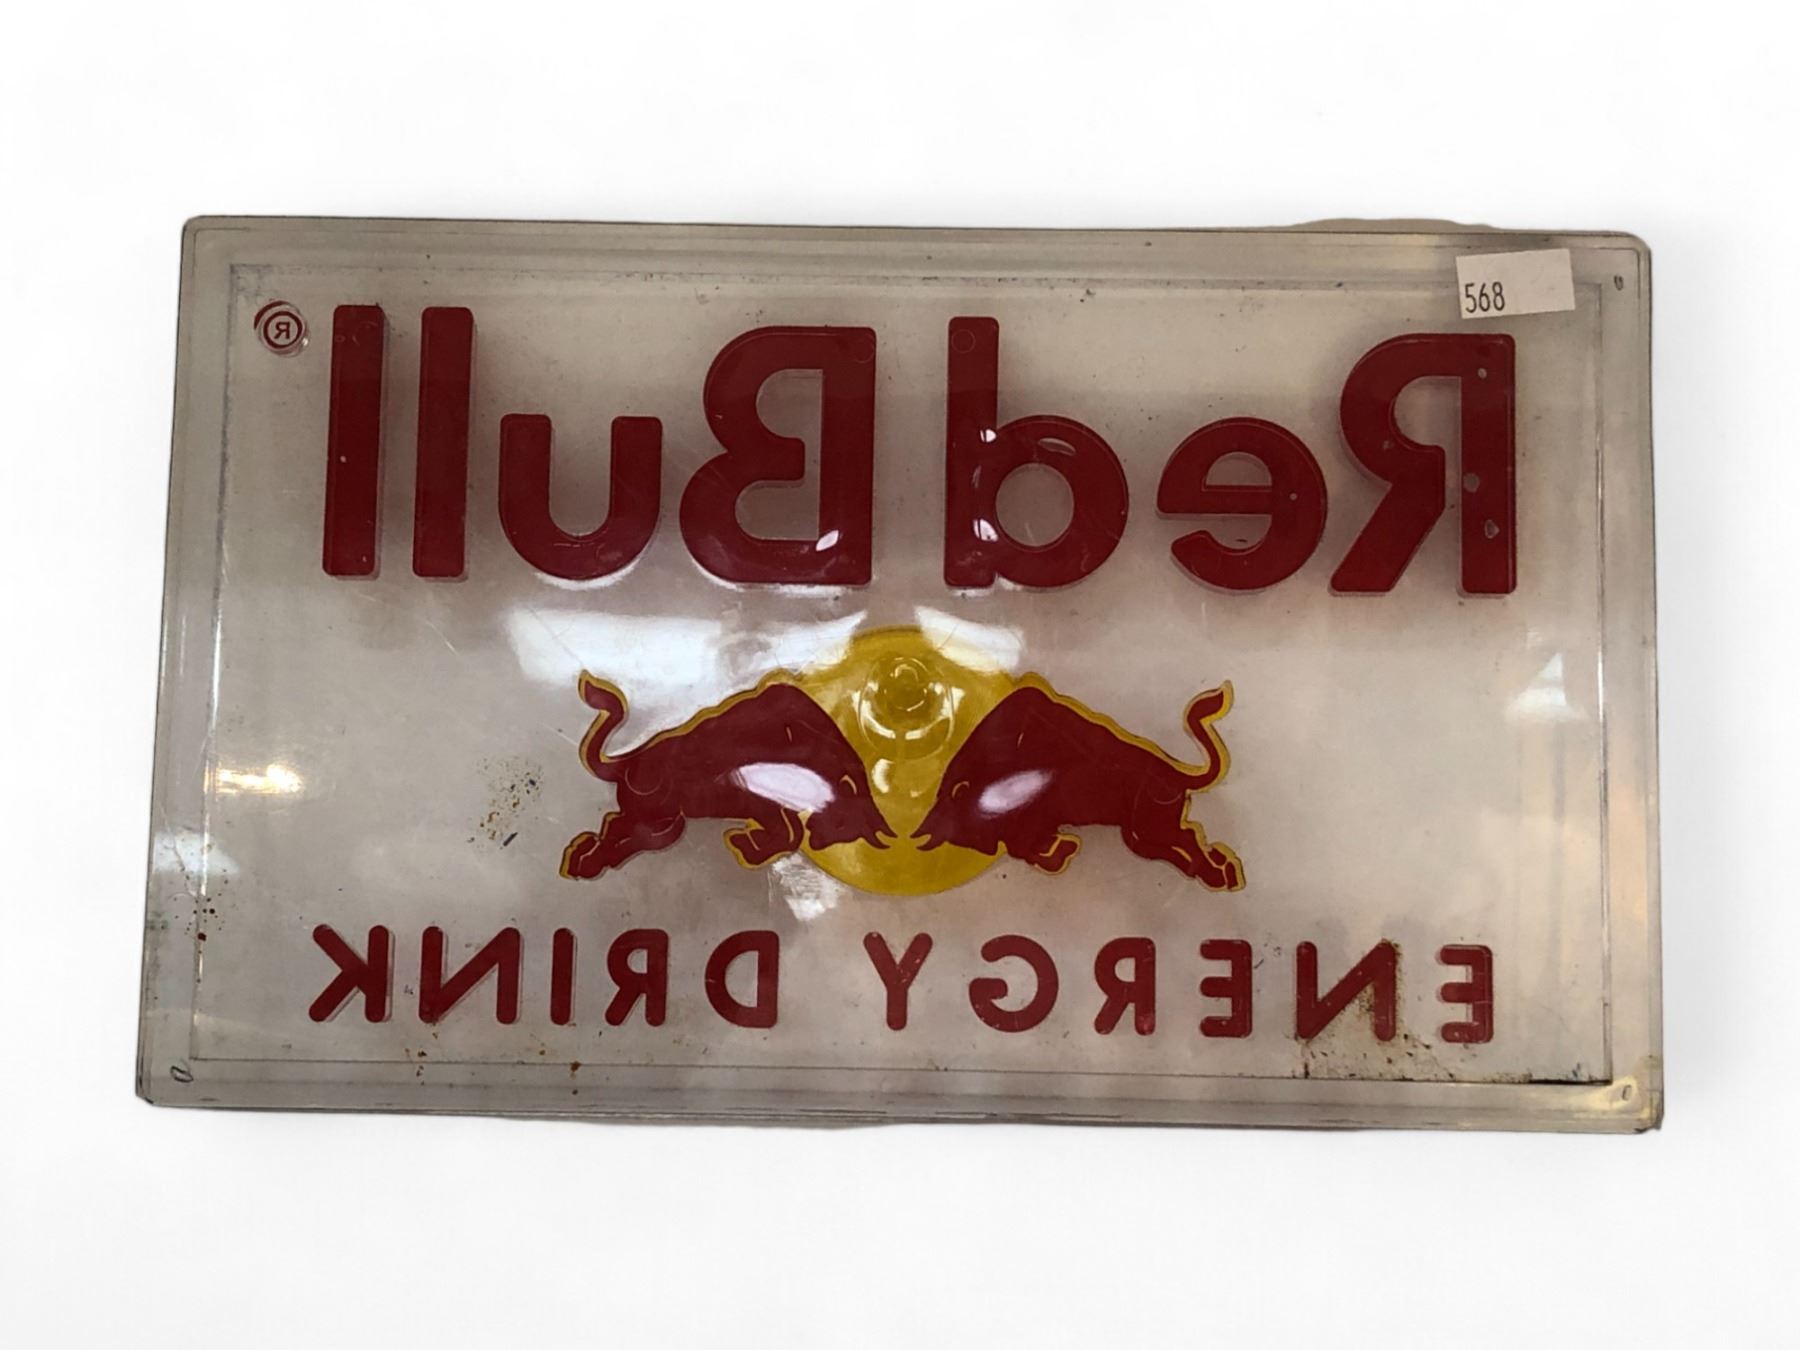 568
Red Bull ®
ENERGY DRINK